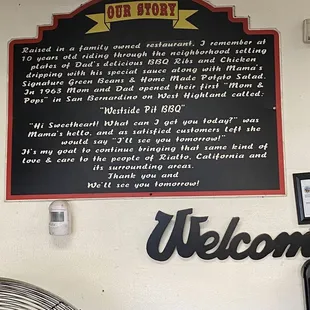 OUR STORY
Raised in a family owned restaurant. I remember at
10 years old riding through the neighborhood selling
plates of Dad's delicious BBQ Ribs and Chicken
dripping with his special sauce along with Mama's
Signature Green Beans & Home Made Potato Salad.
In 1963 Mom and Dad opened their first "Mom &
Pops" in San Bernardino on West Highland called:
"Westside Pit BBQ"
"Hi Sweetheart! What can I get you today?" was
Mama's hello, and as satisfied customers left she
would say "I'll see you tomorrow!"
It's my goal to continue bringing that same kind of
love & care to the people of Rialto, California and
its surrounding areas.
Thank you and
We'll see you tomorrow!
Welcom